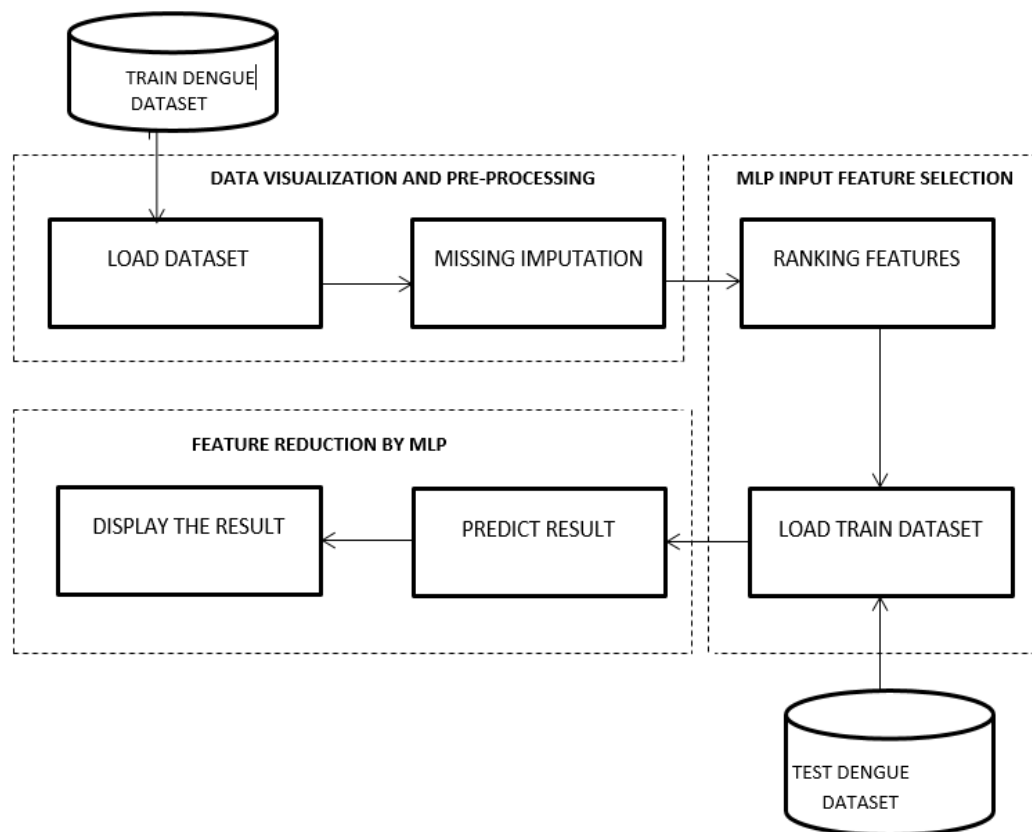 TRAIN DENGUE
DATASET
DATA VISUALIZATION AND PRE-PROCESSING
LOAD DATASET
MISSING IMPUTATION
MLP INPUT FEATURE SELECTION
RANKING FEATURES
LOAD TRAIN DATASET
FEATURE REDUCTION BY MLP
PREDICT RESULT
DISPLAY THE RESULT
TEST DENGUE
DATASET